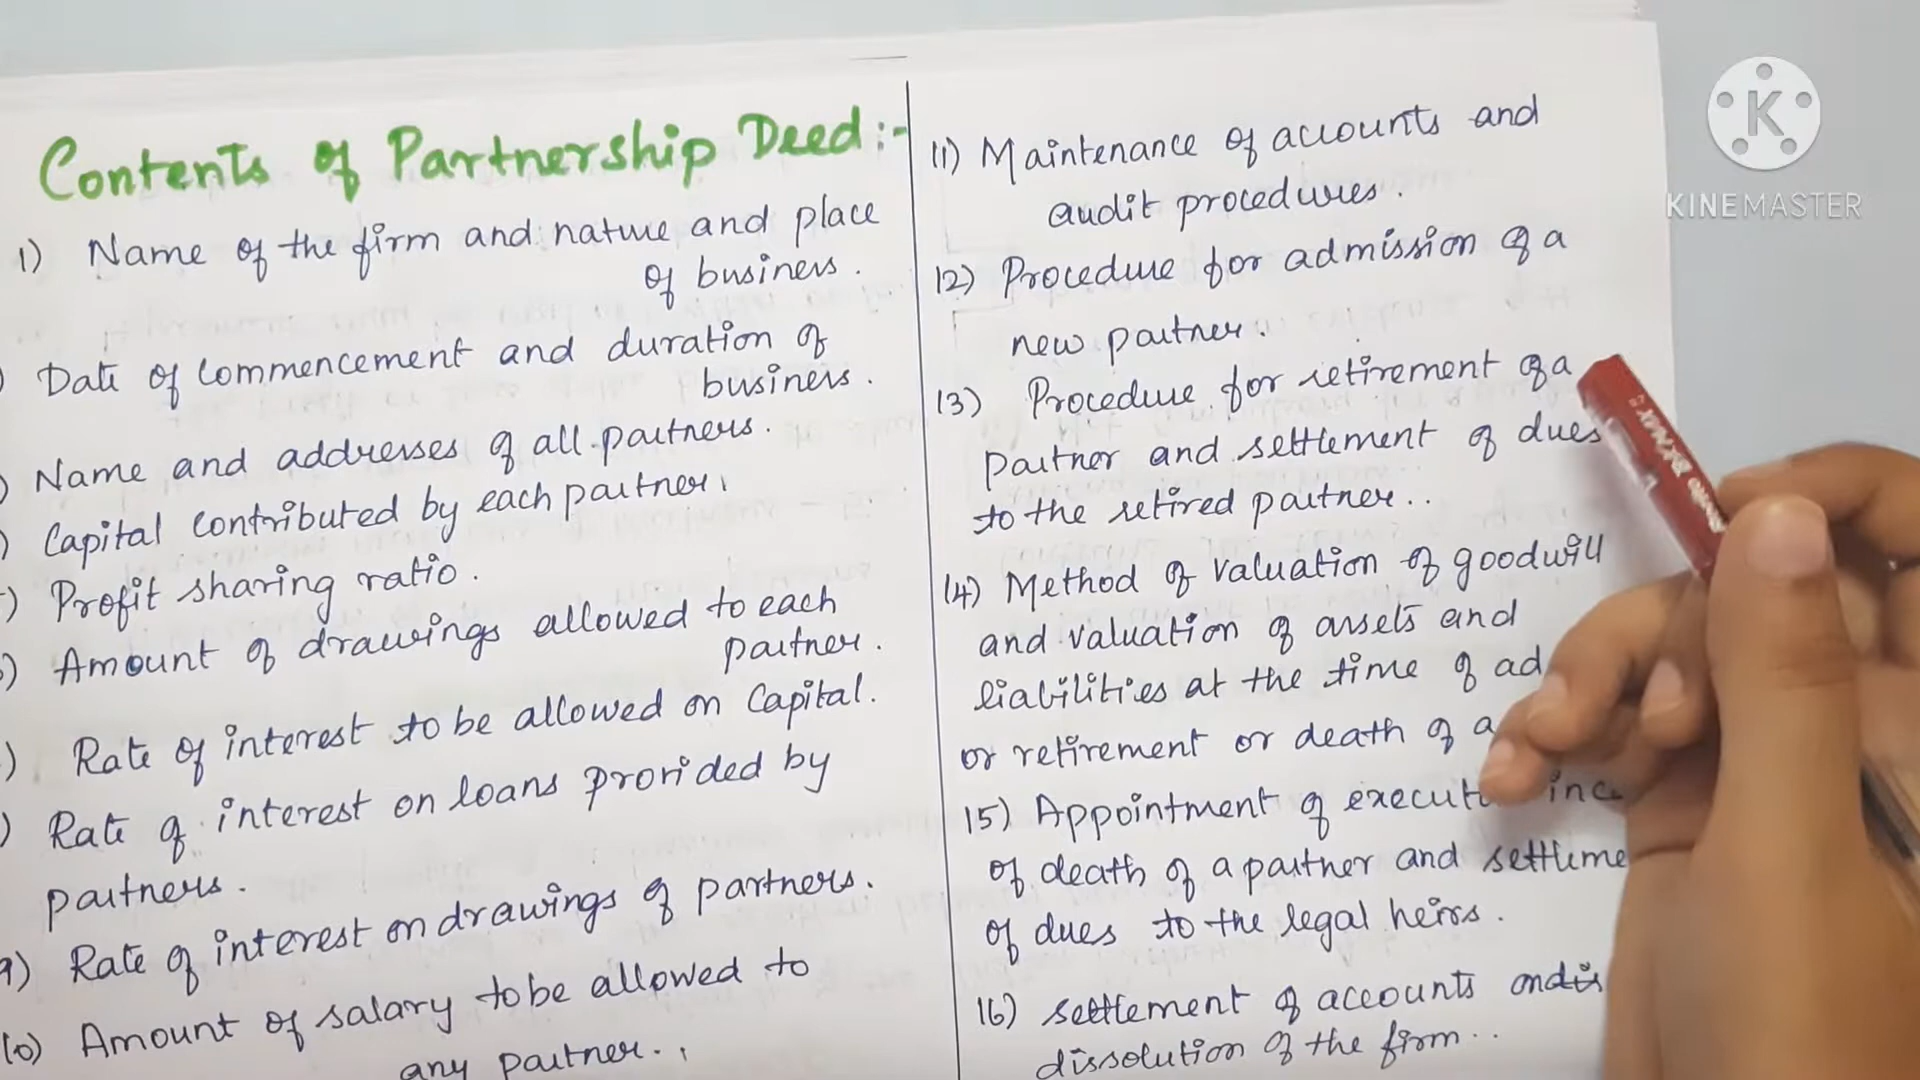 Contents of Partnership Deed :-
1) Name of the firm and nature and place
of business.
) Date of commencement and duration of
business.
) Name and addresses of all partners.
) Capital contributed by each partner.
) Profit sharing ratio.
) Amount of drawings allowed to each
partner.
) Rate of interest to be allowed on Capital.
) Rate of interest on loans provided by
partners.
9) Rate of interest on drawings of partners.
10) Amount of salary to be allowed to
any partner.
11) Maintenance of accounts and
audit procedures.
12) Procedure for admission of a
new partner.
13) Procedure for retirement of a
partner and settlement of dues
to the retired partner..
14) Method of valuation of goodwill
and valuation of assets and
liabilities at the time of ad
or retirement or death of a
15) Appointment of execut in
of death of a partner and settleme
of dues to the legal heirs.
16) settlement of accounts
dissolution of the firm..
K
KINEMASTER